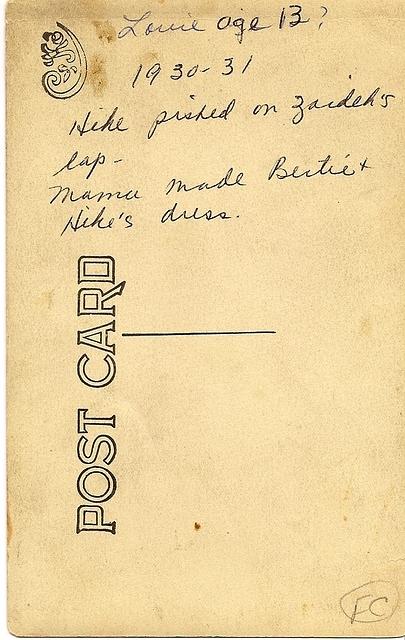 Louie age 13?
1930-31
Hike pished on zaideh's
lap-
Mama made Bertie +
Hike's dress.
POST CARD
FC